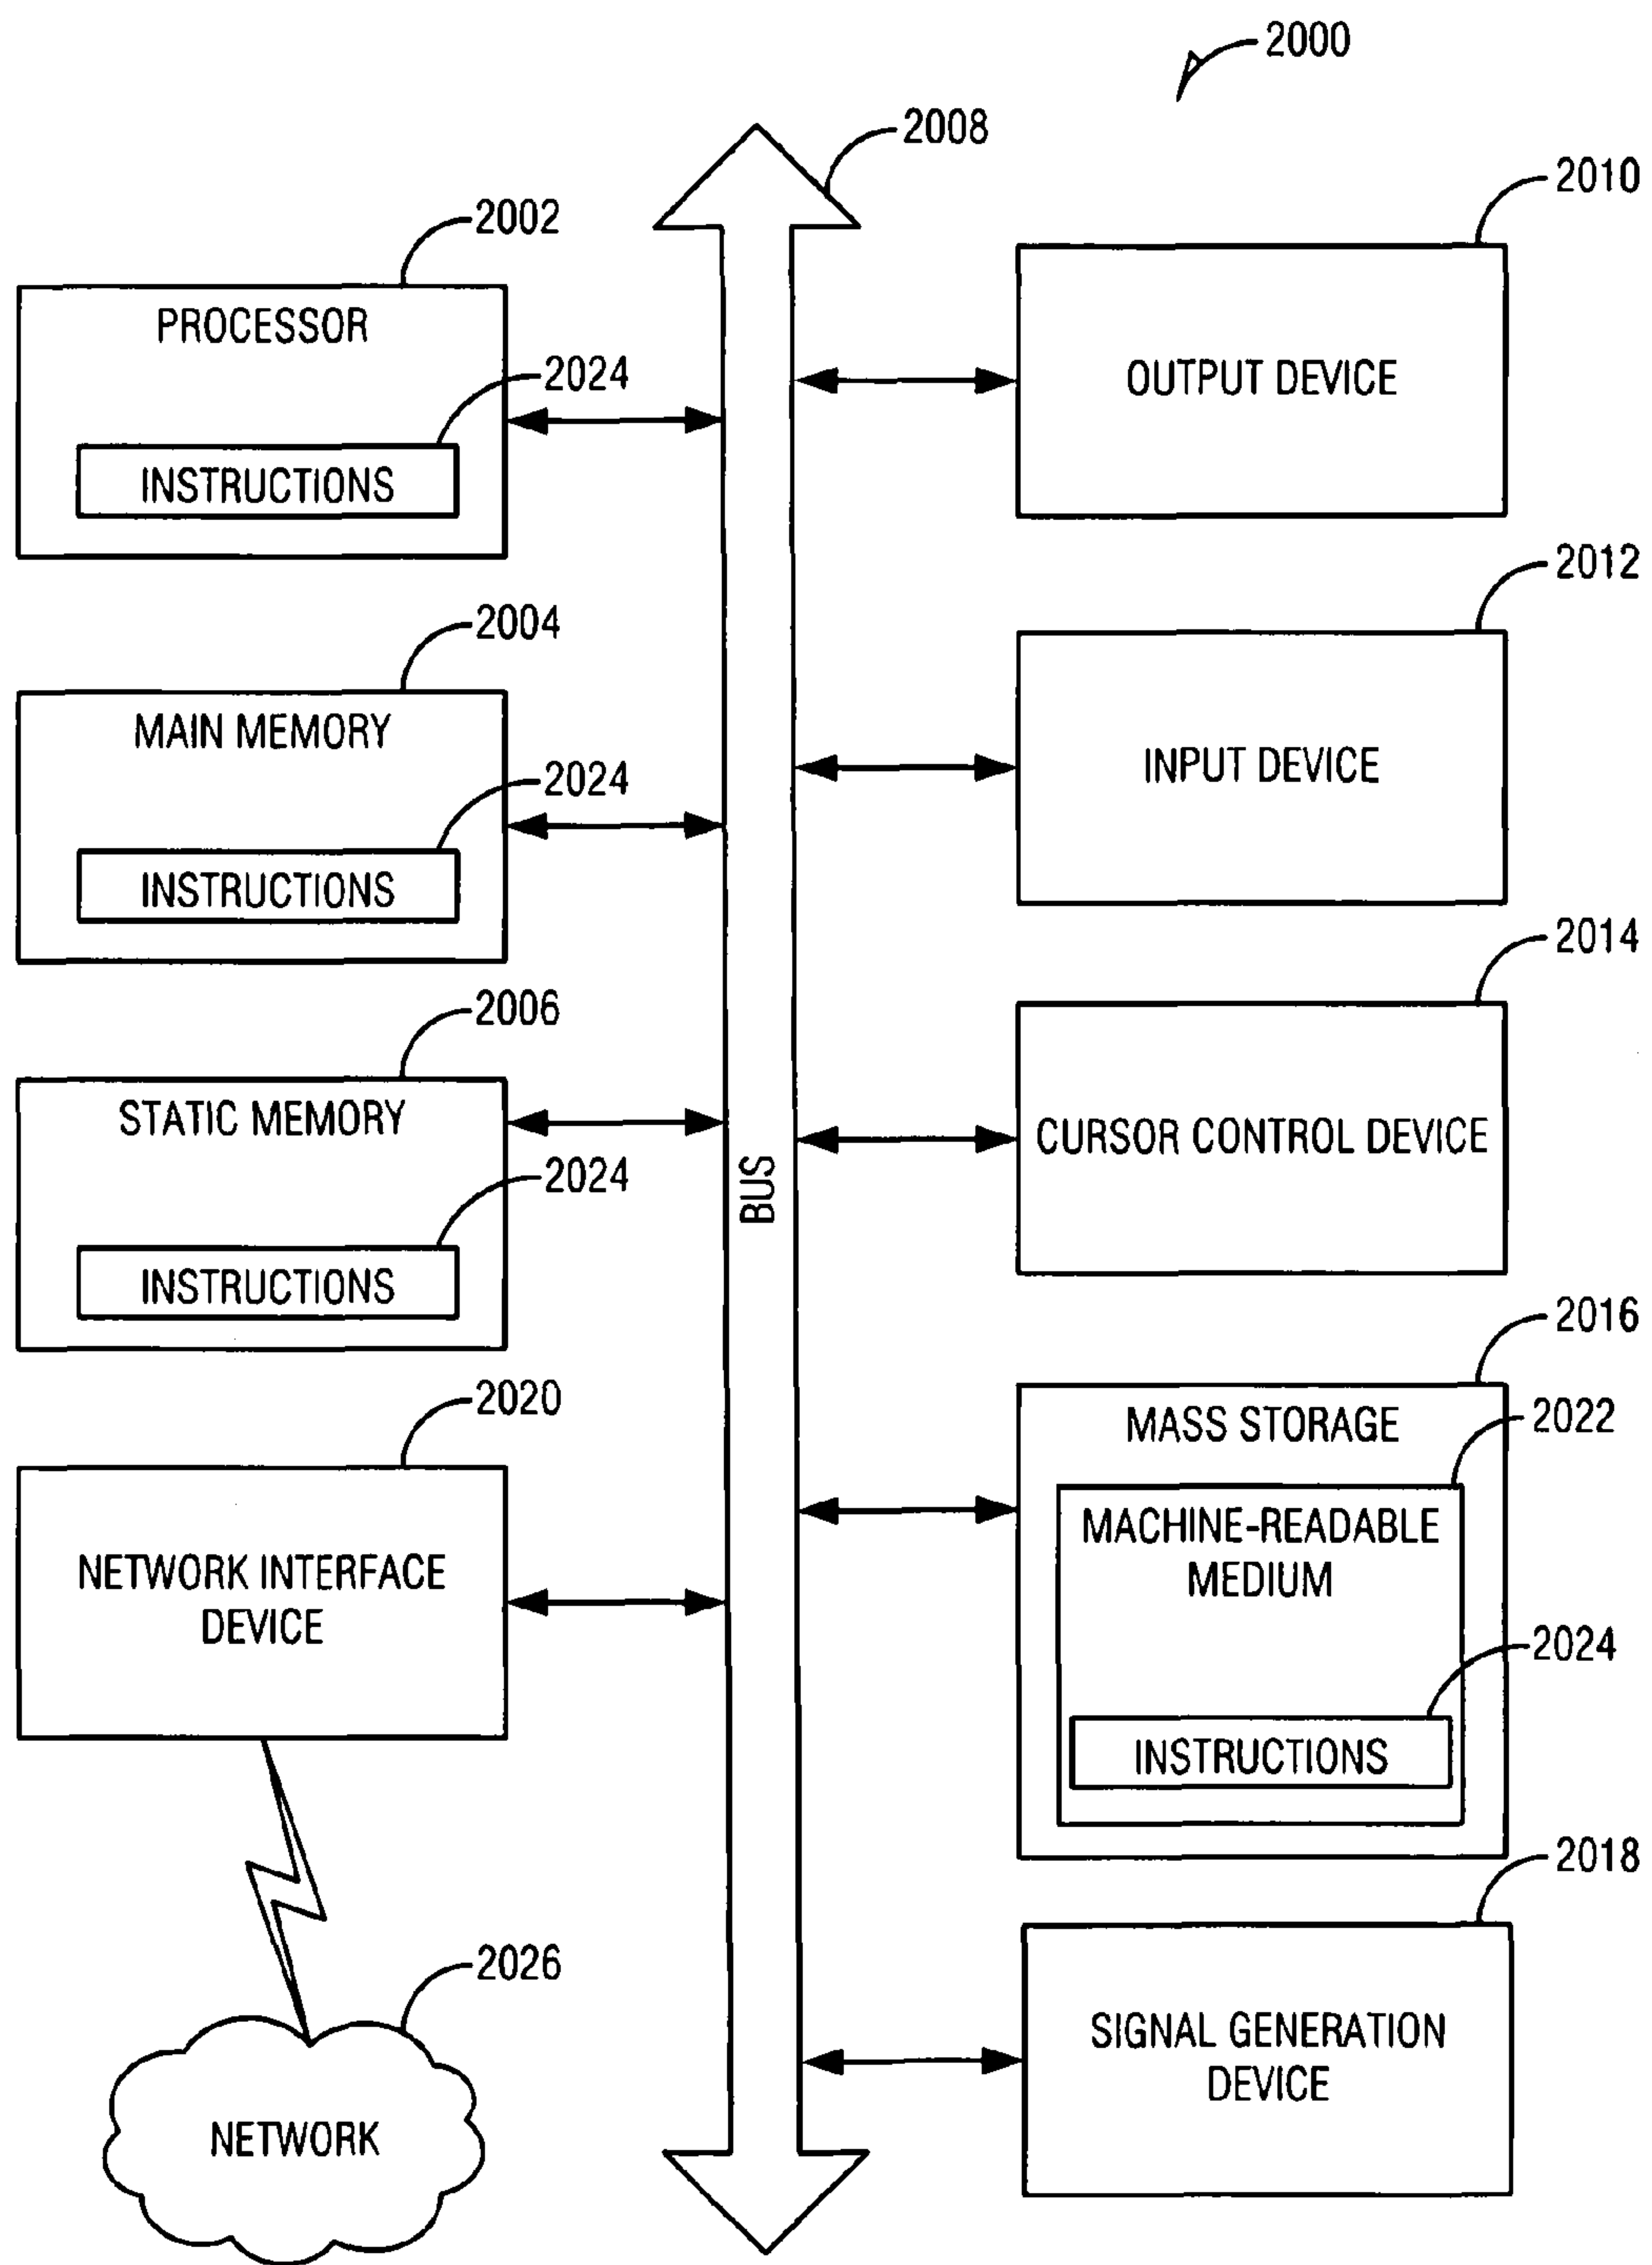 2000
2008
2002
PROCESSOR
2024
INSTRUCTIONS
2004
MAIN MEMORY
2024
INSTRUCTIONS
2006
STATIC MEMORY
2024
INSTRUCTIONS
2020
NETWORK INTERFACE
DEVICE
2026
NETWORK
BUS
2010
OUTPUT DEVICE
2012
INPUT DEVICE
2014
CURSOR CONTROL DEVICE
2016
MASS STORAGE
2022
MACHINE-READABLE
MEDIUM
2024
INSTRUCTIONS
2018
SIGNAL GENERATION
DEVICE